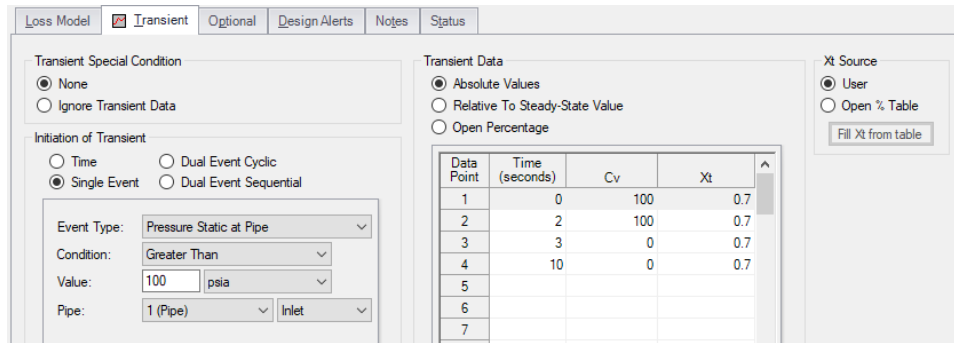 Loss Model Transient Optional Design Alerts Notes Status
Transient Special Condition
None
Ignore Transient Data
Initiation of Transient
Time Dual Event Cyclic
Single Event Dual Event Sequential
Event Type: Pressure Static at Pipe
Condition: Greater Than
Value: 100 psia
Pipe: 1 (Pipe) Inlet
Transient Data
Absolute Values
Relative To Steady-State Value
Open Percentage
Data Point Time (seconds) Cv Xt
1 0 100 0.7
2 2 100 0.7
3 3 0 0.7
4 10 0 0.7
5
6
7
Xt Source
User
Open % Table
Fill Xt from table